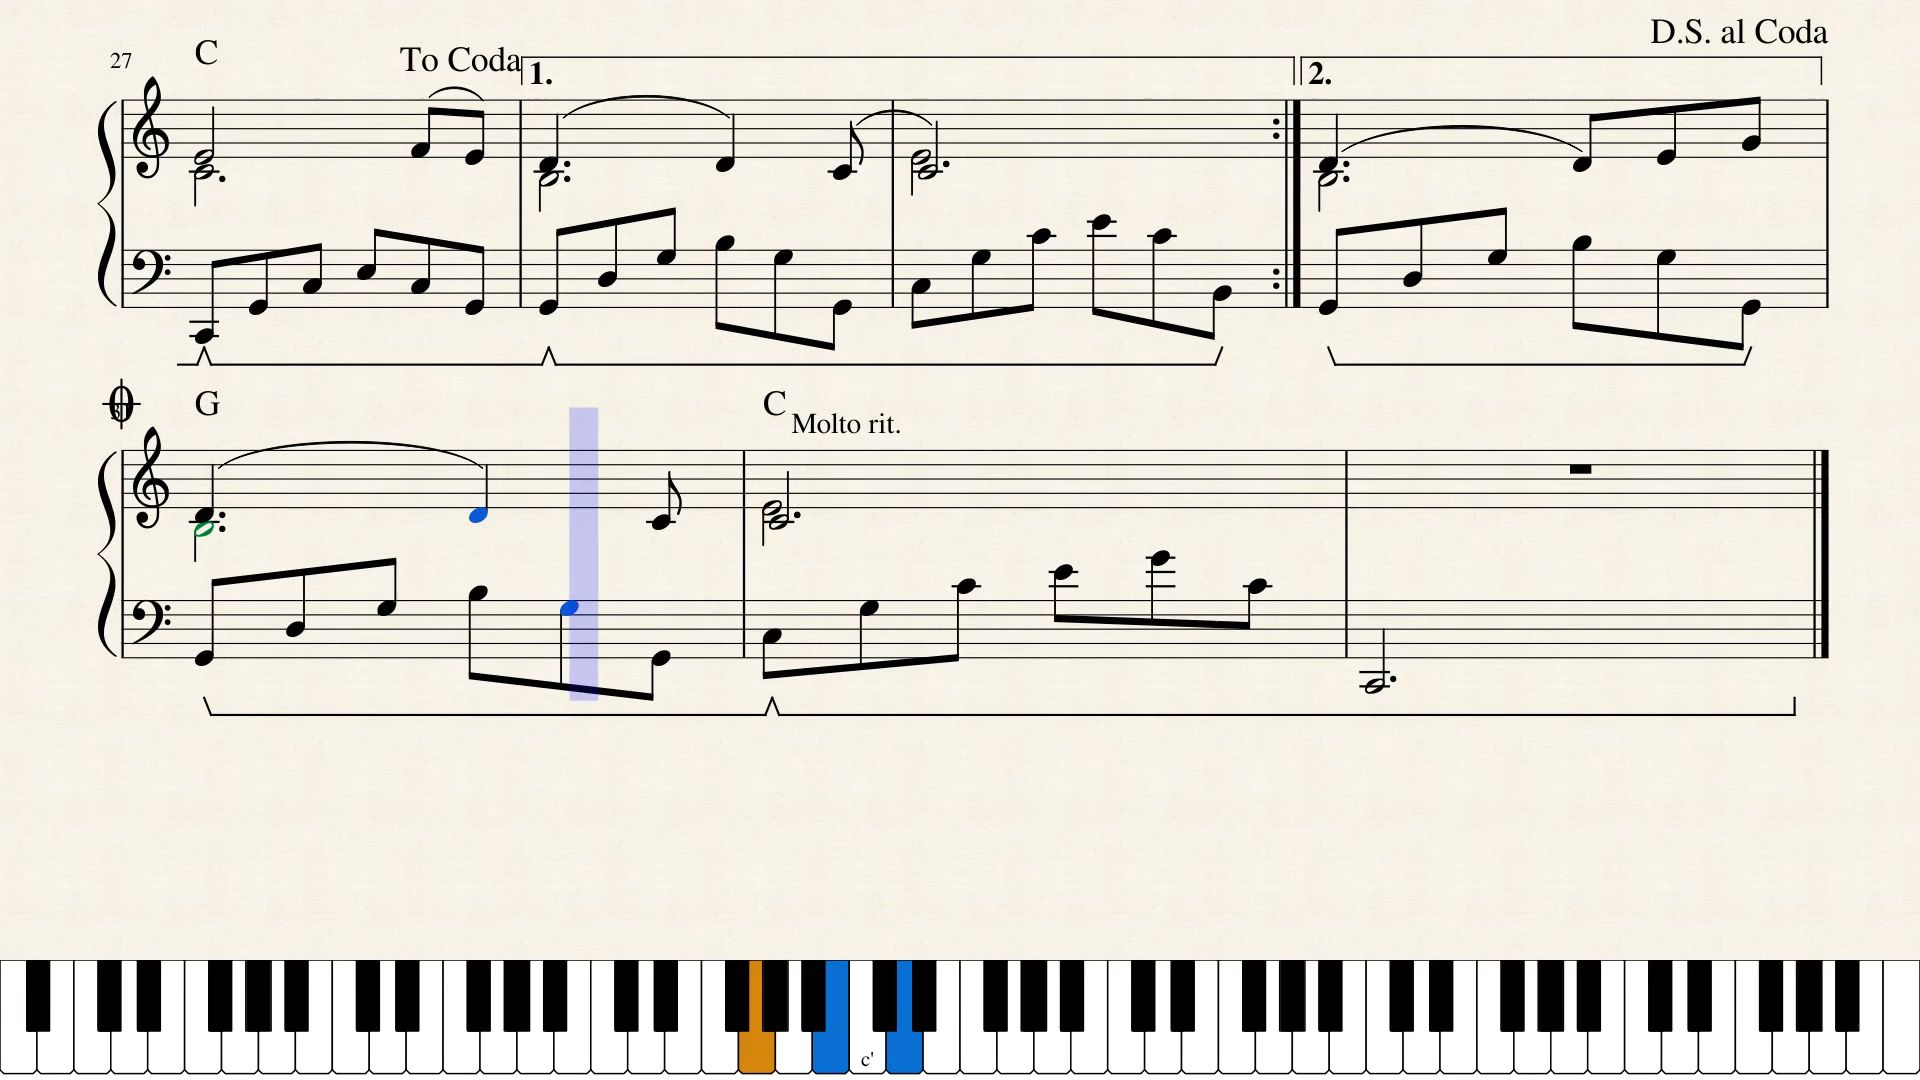 D.S. al Coda
27 C To Coda 1. 2.
G C
Molto rit.
c'